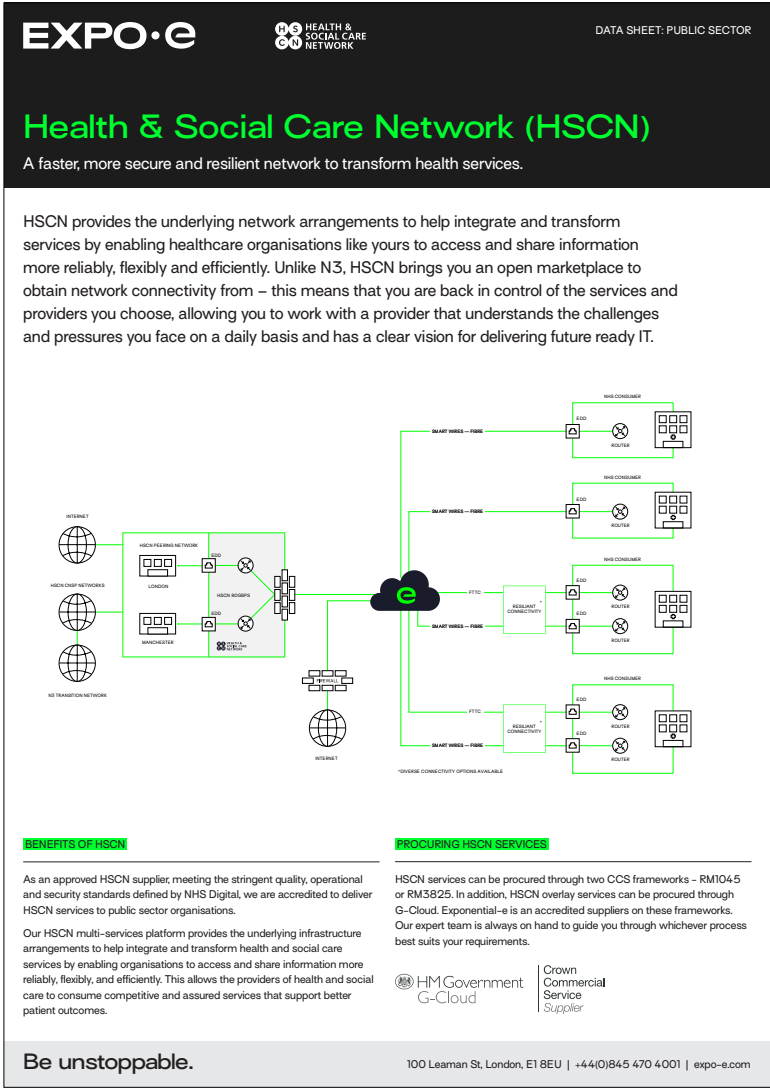 EXPO•e
HSCN HEALTH &
SOCIAL CARE
NETWORK
DATA SHEET: PUBLIC SECTOR
Health & Social Care Network (HSCN)
A faster, more secure and resilient network to transform health services.
HSCN provides the underlying network arrangements to help integrate and transform
services by enabling healthcare organisations like yours to access and share information
more reliably, flexibly and efficiently. Unlike N3, HSCN brings you an open marketplace to
obtain network connectivity from – this means that you are back in control of the services and
providers you choose, allowing you to work with a provider that understands the challenges
and pressures you face on a daily basis and has a clear vision for delivering future ready IT.
INTERNET
HSCN CNSP NETWORKS
N3 TRANSITION NETWORK
HSCN PEERING NETWORK
LONDON
MANCHESTER
EDD
HSCN BOGBPS
EDD
HEALTH &
SOCIAL CARE
NETWORK
e
FIREWALL
INTERNET
NHS CONSUMER
SMART WIRES — FIBRE
EDD
ROUTER
NHS CONSUMER
SMART WIRES — FIBRE
EDD
ROUTER
NHS CONSUMER
FTTC
SMART WIRES — FIBRE
*
RESILIANT
CONNECTIVITY
EDD
ROUTER
EDD
ROUTER
NHS CONSUMER
FTTC
SMART WIRES — FIBRE
*
RESILIANT
CONNECTIVITY
EDD
ROUTER
EDD
ROUTER
*DIVERSE CONNECTIVITY OPTIONS AVAILABLE
BENEFITS OF HSCN
As an approved HSCN supplier, meeting the stringent quality, operational
and security standards defined by NHS Digital, we are accredited to deliver
HSCN services to public sector organisations.
Our HSCN multi-services platform provides the underlying infrastructure
arrangements to help integrate and transform health and social care
services by enabling organisations to access and share information more
reliably, flexibly, and efficiently. This allows the providers of health and social
care to consume competitive and assured services that support better
patient outcomes.
PROCURING HSCN SERVICES
HSCN services can be procured through two CCS frameworks - RM1045
or RM3825. In addition, HSCN overlay services can be procured through
G-Cloud. Exponential-e is an accredited suppliers on these frameworks.
Our expert team is always on hand to guide you through whichever process
best suits your requirements.
HM Government
G-Cloud
Crown
Commercial
Service
Supplier
Be unstoppable.
100 Leaman St, London, E1 8EU | +44(0)845 470 4001 | expo-e.com